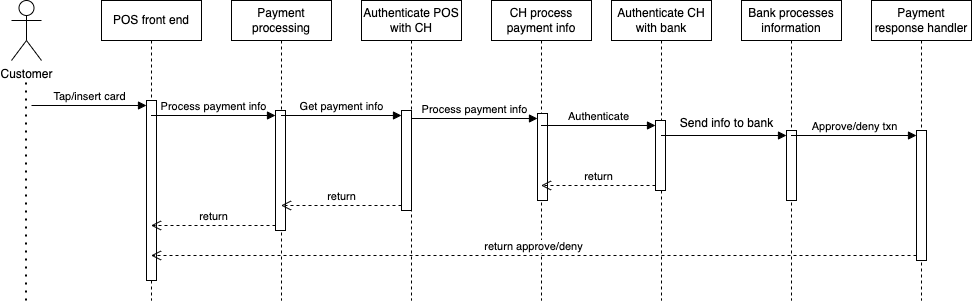 POS front end
Payment
processing
Authenticate POS
with CH
CH process
payment info
Authenticate CH
with bank
Bank processes
information
Payment
response handler
Customer
Tap/insert card
Process payment info
Get payment info
Process payment info
Authenticate
Send info to bank
Approve/deny txn
return
return
return
return approve/deny